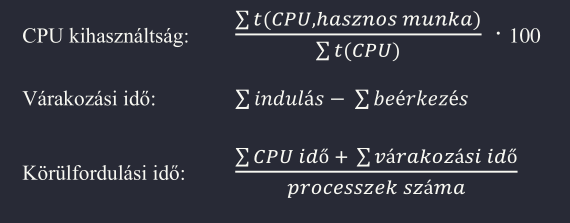 CPU kihasználtság: ∑ t(CPU,hasznos munka) / ∑ t(CPU) · 100
Várakozási idő: ∑ indulás − ∑ beérkezés
Körülfordulási idő: ∑ CPU idő + ∑ várakozási idő / processzek száma